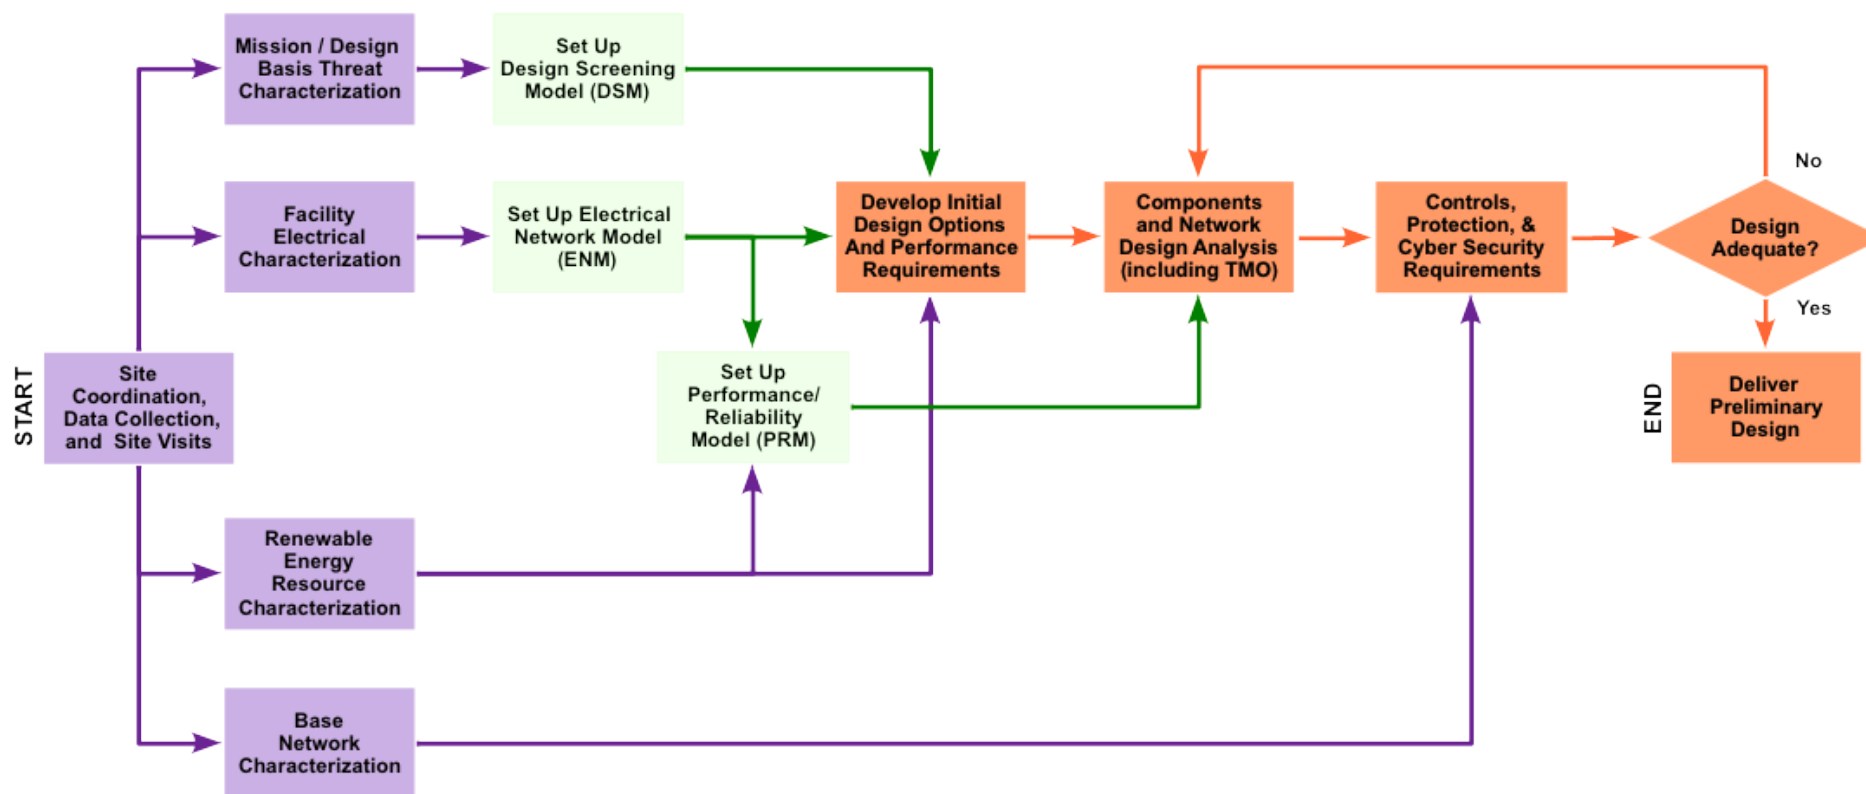 Mission / Design
Basis Threat
Characterization
Set Up
Design Screening
Model (DSM)
Facility
Electrical
Characterization
Set Up Electrical
Network Model
(ENM)
Develop Initial
Design Options
And Performance
Requirements
Components
and Network
Design Analysis
(including TMO)
Controls,
Protection, &
Cyber Security
Requirements
No
Design
Adequate?
Yes
START
Site
Coordination,
Data Collection,
and Site Visits
Set Up
Performance/
Reliability
Model (PRM)
END
Deliver
Preliminary
Design
Renewable
Energy
Resource
Characterization
Base
Network
Characterization